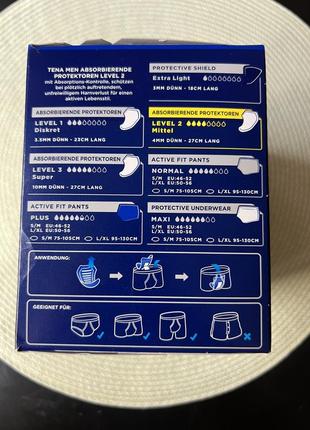 TENA MEN ABSORBIERENDE
PROTEKTOREN LEVEL 2
mit Absorptions-Kontrolle, schützen
bei plötzlich auftretendem,
unfreiwilligem Harnverlust für einen
aktiven Lebensstil.
PROTECTIVE SHIELD
Extra Light
3MM DÜNN - 18CM LANG
ABSORBIERENDE PROTEKTOREN
LEVEL 1
Diskret
3.5MM DÜNN - 23CM LANG
ABSORBIERENDE PROTEKTOREN
LEVEL 2
Mittel
4MM DÜNN - 27CM LANG
ABSORBIERENDE PROTEKTOREN
LEVEL 3
Super
10MM DÜNN - 27CM LANG
ACTIVE FIT PANTS
NORMAL
S/M EU:46-52
L/XL EU:50-56
S/M 75-105CM L/XL 95-130CM
ACTIVE FIT PANTS
PLUS
S/M EU:46-52
L/XL EU:50-56
S/M 75-105CM L/XL 95-130CM
PROTECTIVE UNDERWEAR
MAXI
S/M 75-105CM L/XL 95-130CM
ANWENDUNG:
GEEIGNET FÜR: